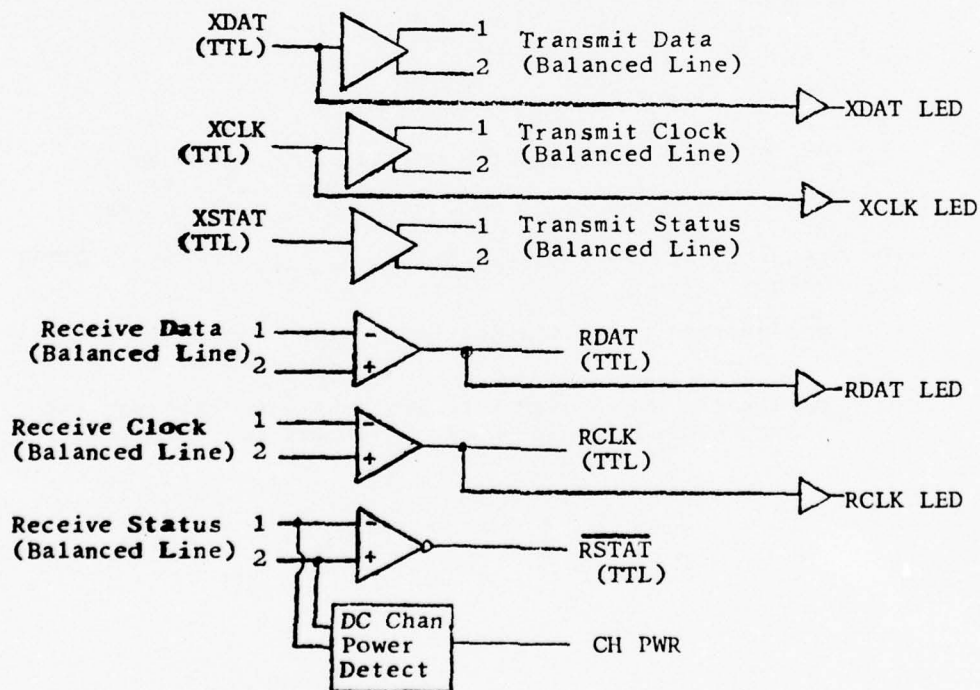 XDAT
(TTL)
1
2
Transmit Data
(Balanced Line)
XDAT LED
XCLK
(TTL)
1
2
Transmit Clock
(Balanced Line)
XCLK LED
XSTAT
(TTL)
1
2
Transmit Status
(Balanced Line)
Receive Data
(Balanced Line)
1
2
-
+
RDAT
(TTL)
RDAT LED
Receive Clock
(Balanced Line)
1
2
-
+
RCLK
(TTL)
RCLK LED
Receive Status
(Balanced Line)
1
2
-
+
RSTAT
(TTL)
DC Chan
Power
Detect
CH PWR